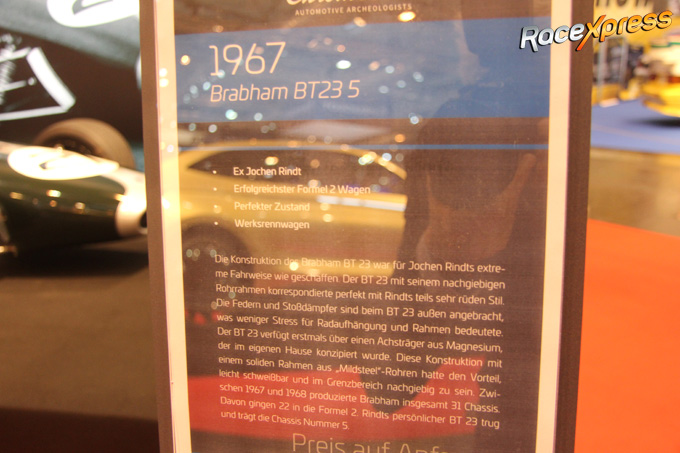 AUTOMOTIVE ARCHEOLOGISTS
RaceXpress
1967
Brabham BT23 5
• Ex Jochen Rindt
• Erfolgreichster Formel 2 Wagen
• Perfekter Zustand
• Werksrennwagen
Die Konstruktion des Brabham BT 23 war für Jochen Rindts extre-
me Fahrweise wie geschaffen. Der BT 23 mit seinem nachgiebigen
Rohrrahmen korrespondierte perfekt mit Rindts teils sehr rüden Stil.
Die Federn und Stoßdämpfer sind beim BT 23 außen angebracht,
was weniger Stress für Radaufhängung und Rahmen bedeutete.
Der BT 23 verfügt erstmals über einen Achsträger aus Magnesium,
der im eigenen Hause konzipiert wurde. Diese Konstruktion mit
einem soliden Rahmen aus „Mildsteel“-Rohren hatte den Vorteil,
leicht schweißbar und im Grenzbereich nachgiebig zu sein. Zwi-
schen 1967 und 1968 produzierte Brabham insgesamt 31 Chassis.
Davon gingen 22 in die Formel 2. Rindts persönlicher BT 23 trug
und trägt die Chassis Nummer 5.
Preis auf